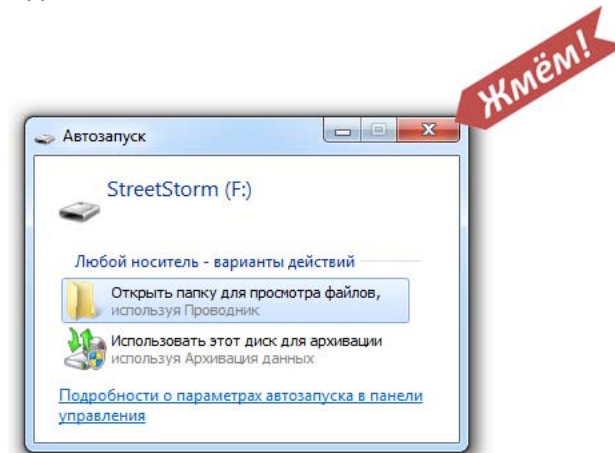 Жмём!
Автозапуск
StreetStorm (F:)
Любой носитель - варианты действий
Открыть папку для просмотра файлов,
используя Проводник
Использовать этот диск для архивации
используя Архивация данных
Подробности о параметрах автозапуска в панели
управления